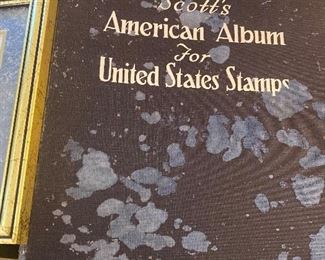 Scott's
American Album
For
United States Stamps